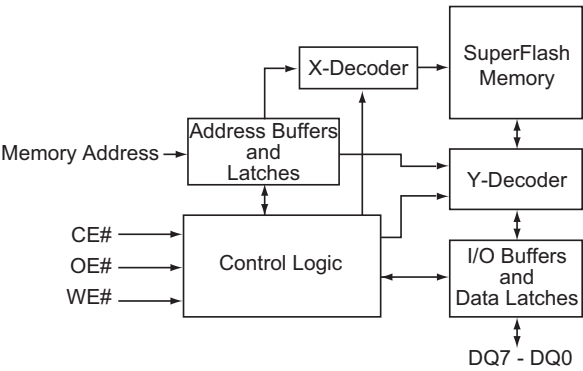 SuperFlash
Memory
X-Decoder
Address Buffers
and
Latches
Memory Address
Y-Decoder
CE#
OE#
WE#
Control Logic
I/O Buffers
and
Data Latches
DQ7 - DQ0